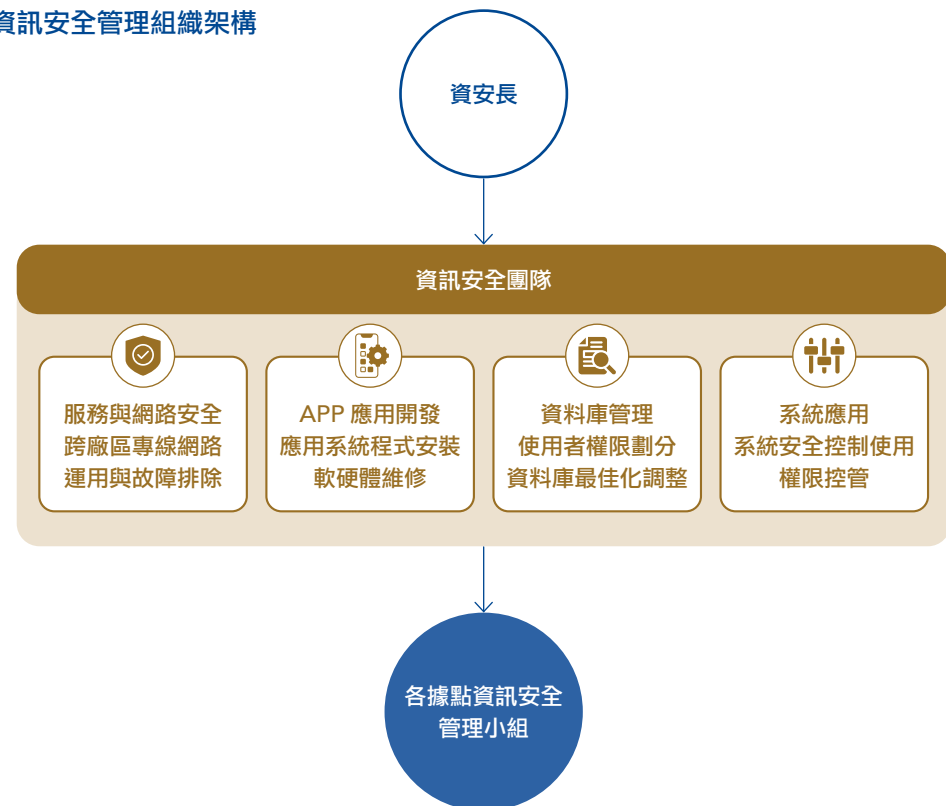 資訊安全管理組織架構
資安長
資訊安全團隊
服務與網路安全
跨廠區專線網路
運用與故障排除
APP 應用開發
應用系統程式安裝
軟硬體維修
資料庫管理
使用者權限劃分
資料庫最佳化調整
系統應用
系統安全控制使用
權限控管
各據點資訊安全
管理小組